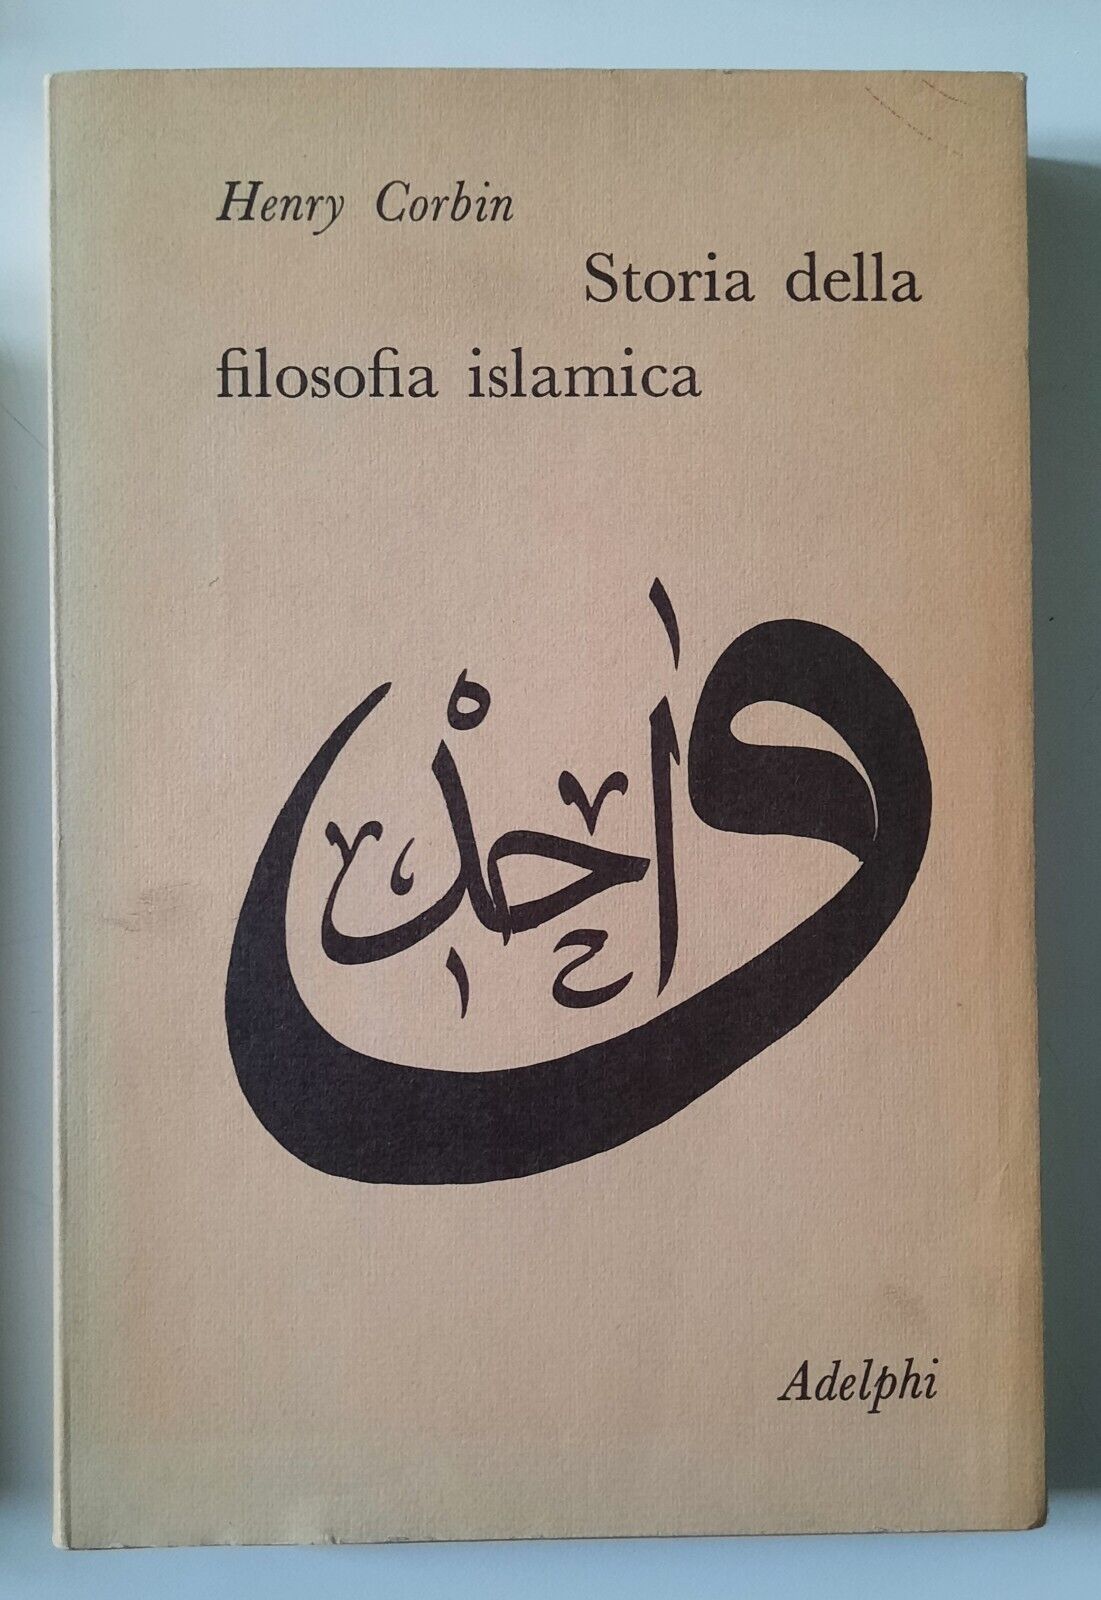 Henry Corbin
Storia della
filosofia islamica
واحد
Adelphi